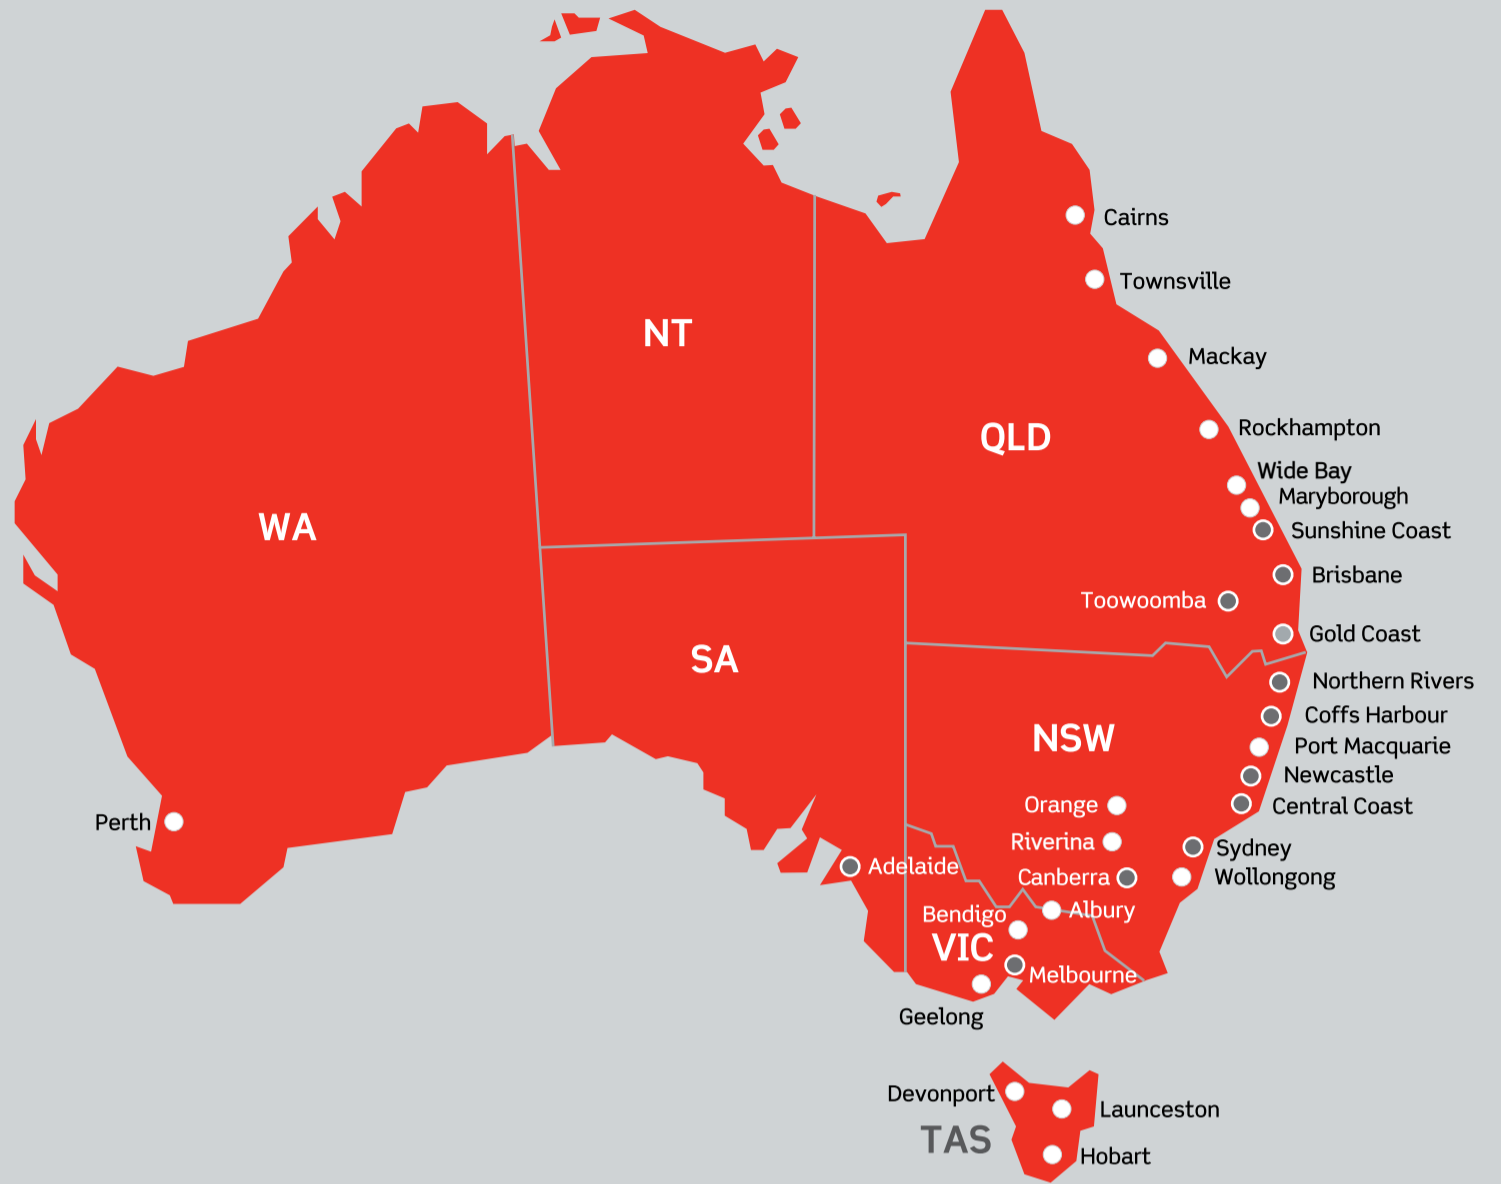 Cairns
Townsville
NT
Mackay
QLD
Rockhampton
Wide Bay
Maryborough
WA
Sunshine Coast
Brisbane
Toowoomba
Gold Coast
SA
Northern Rivers
Coffs Harbour
NSW
Port Macquarie
Newcastle
Orange
Central Coast
Perth
Riverina
Sydney
Adelaide
Canberra
Wollongong
Albury
Bendigo
VIC
Melbourne
Geelong
Devonport
Launceston
TAS
Hobart